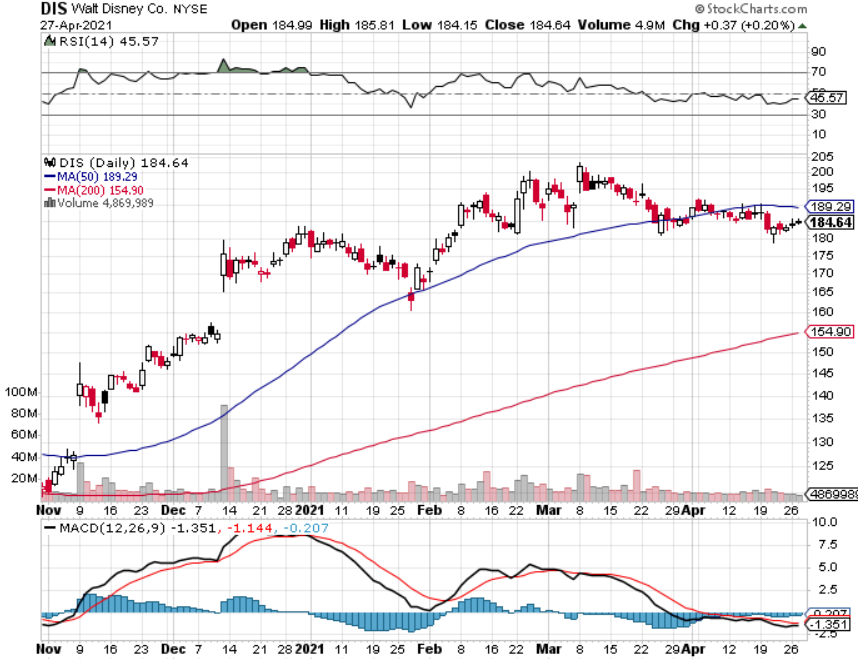 DIS Walt Disney Co. NYSE
© StockCharts.com
27-Apr-2021
Open 184.99 High 185.81 Low 184.15 Close 184.64 Volume 4.9M Chg +0.37 (+0.20%)
RSI(14) 45.57
90
70
45.57
30
10
DIS (Daily) 184.64
MA(50) 189.29
MA(200) 154.90
Volume 4,869,989
205
200
195
189.29
184.64
180
175
170
165
160
154.90
150
145
140
135
130
125
4869989
100M
80M
60M
40M
20M
Nov 9 16 23 Dec 7 14 21 28 2021 11 19 25 Feb 8 16 22 Mar 8 15 22 29 Apr 12 19 26
MACD(12,26,9) -1.351, -1.144, -0.207
10.0
7.5
5.0
2.5
-0.207
-1.351
-2.5
Nov 9 16 23 Dec 7 14 21 28 2021 11 19 25 Feb 8 16 22 Mar 8 15 22 29 Apr 12 19 26